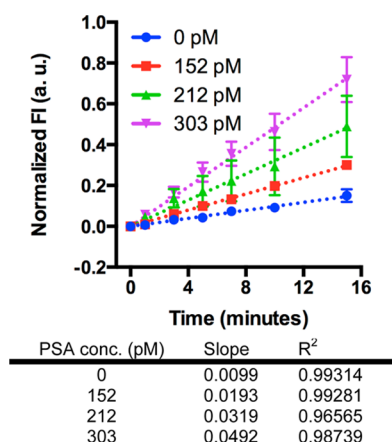 1.0
0.8
0.6
0.4
0.2
0.0
-0.2
Normalized FI (a. u.)
0 pM
152 pM
212 pM
303 pM
0 4 8 12 16
Time (minutes)
PSA conc. (pM) Slope R²
0 0.0099 0.99314
152 0.0193 0.99281
212 0.0319 0.96565
303 0.0492 0.98739